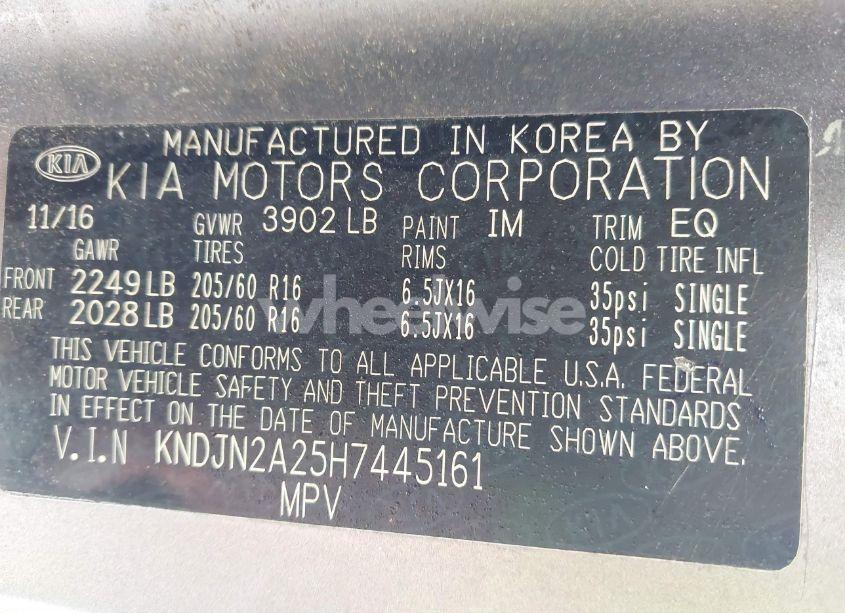 MANUFACTURED IN KOREA BY
KIA KIA MOTORS CORPORATION
11/16 GVWR 3902 LB PAINT IM TRIM EQ
GAWR TIRES RIMS COLD TIRE INFL
FRONT 2249 LB 205/60 R16 6.5JX16 35psi SINGLE
REAR 2028 LB 205/60 R16 6.5JX16 35psi SINGLE
wheelwise
THIS VEHICLE CONFORMS TO ALL APPLICABLE U.S.A. FEDERAL
MOTOR VEHICLE SAFETY AND THEFT PREVENTION STANDARDS
IN EFFECT ON THE DATE OF MANUFACTURE SHOWN ABOVE.
V.I.N KNDJN2A25H7445161
MPV
KIA